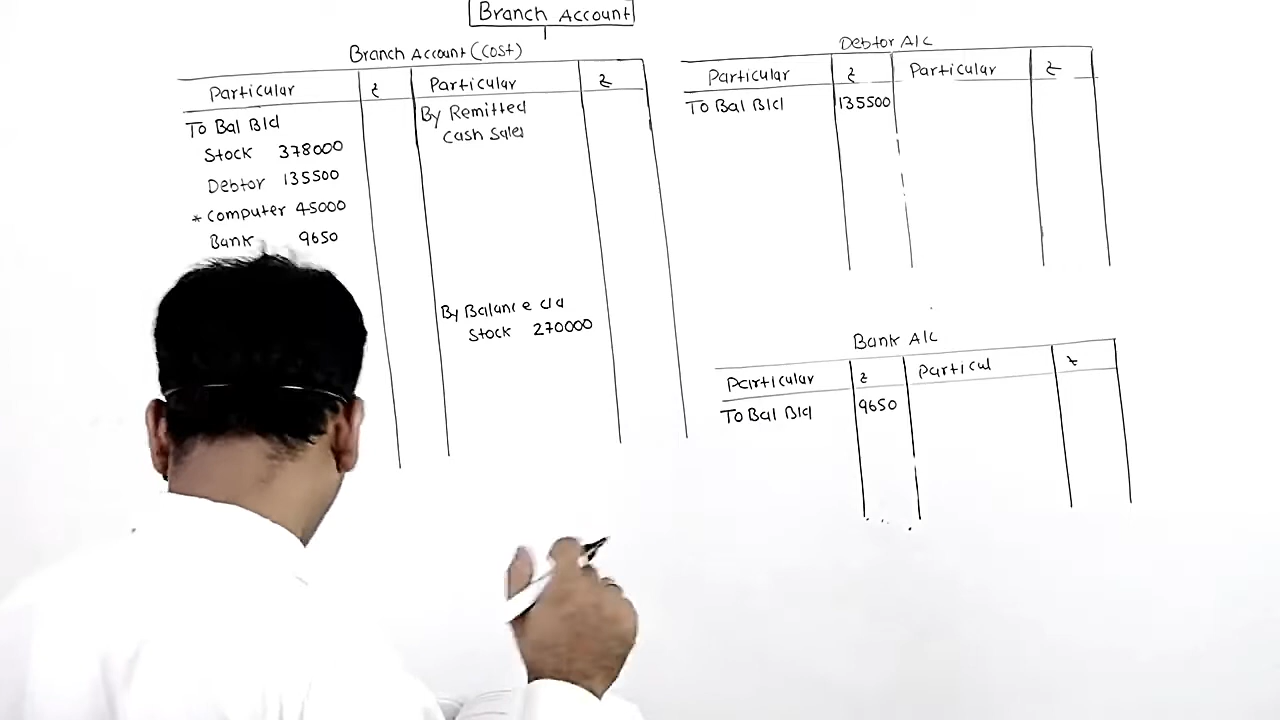 Branch Account
Branch Account (Cost)
Particular ₹ Particular ₹
To Bal B/d
Stock 378000
Debtor 135500
* Computer 45000
Bank 9650
By Remitted
Cash Sales
By Balance c/d
Stock 270000
Debtor A/c
Particular ₹ Particular ₹
To Bal B/d 135500
Bank A/c
Particular ₹ Particul ₹
To Bal B/d 9650